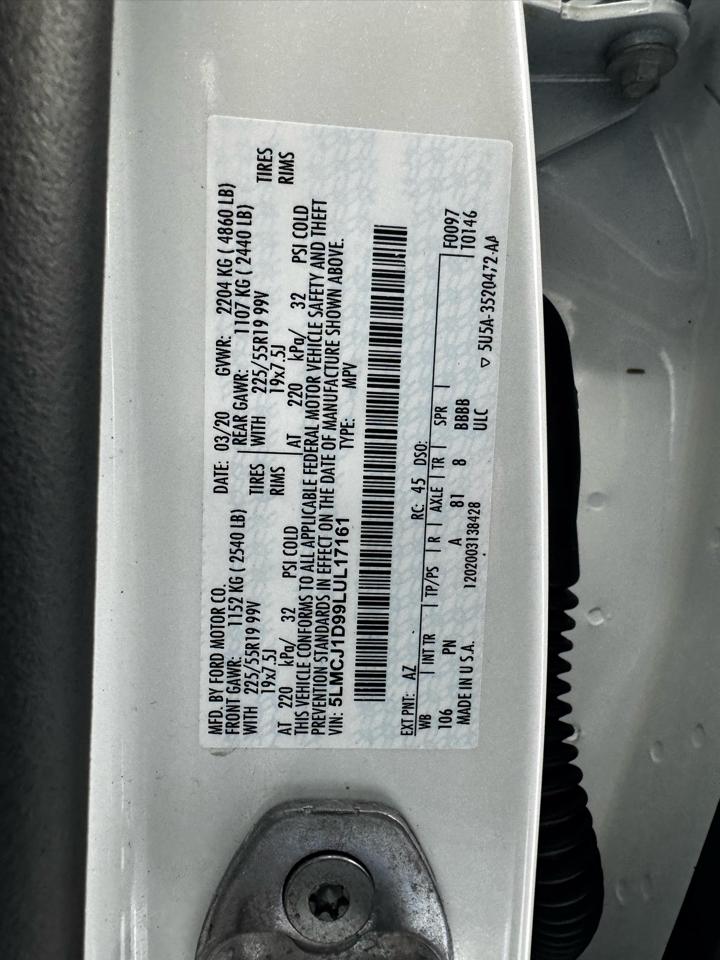 MFD. BY FORD MOTOR CO. DATE: 03/20 GVWR: 2204 KG ( 4860 LB)
FRONT GAWR: 1152 KG ( 2540 LB) REAR GAWR: 1107 KG ( 2440 LB)
WITH 225/55R19 99V TIRES WITH 225/55R19 99V TIRES
19x7.5J RIMS 19x7.5J RIMS
AT 220 kPa/ 32 PSI COLD AT 220 kPa/ 32 PSI COLD
THIS VEHICLE CONFORMS TO ALL APPLICABLE FEDERAL MOTOR VEHICLE SAFETY AND THEFT
PREVENTION STANDARDS IN EFFECT ON THE DATE OF MANUFACTURE SHOWN ABOVE.
VIN: 5LMCJ1D99LUL17161 TYPE: MPV
EXT PNT: AZ RC: 45 DSO:
WB INT TR TP/PS R AXLE TR SPR F0097
106 PN A 81 8 BBBB T0146
MADE IN U.S.A. 1202003138428 ULC
▽ 5U5A-3520472-AA